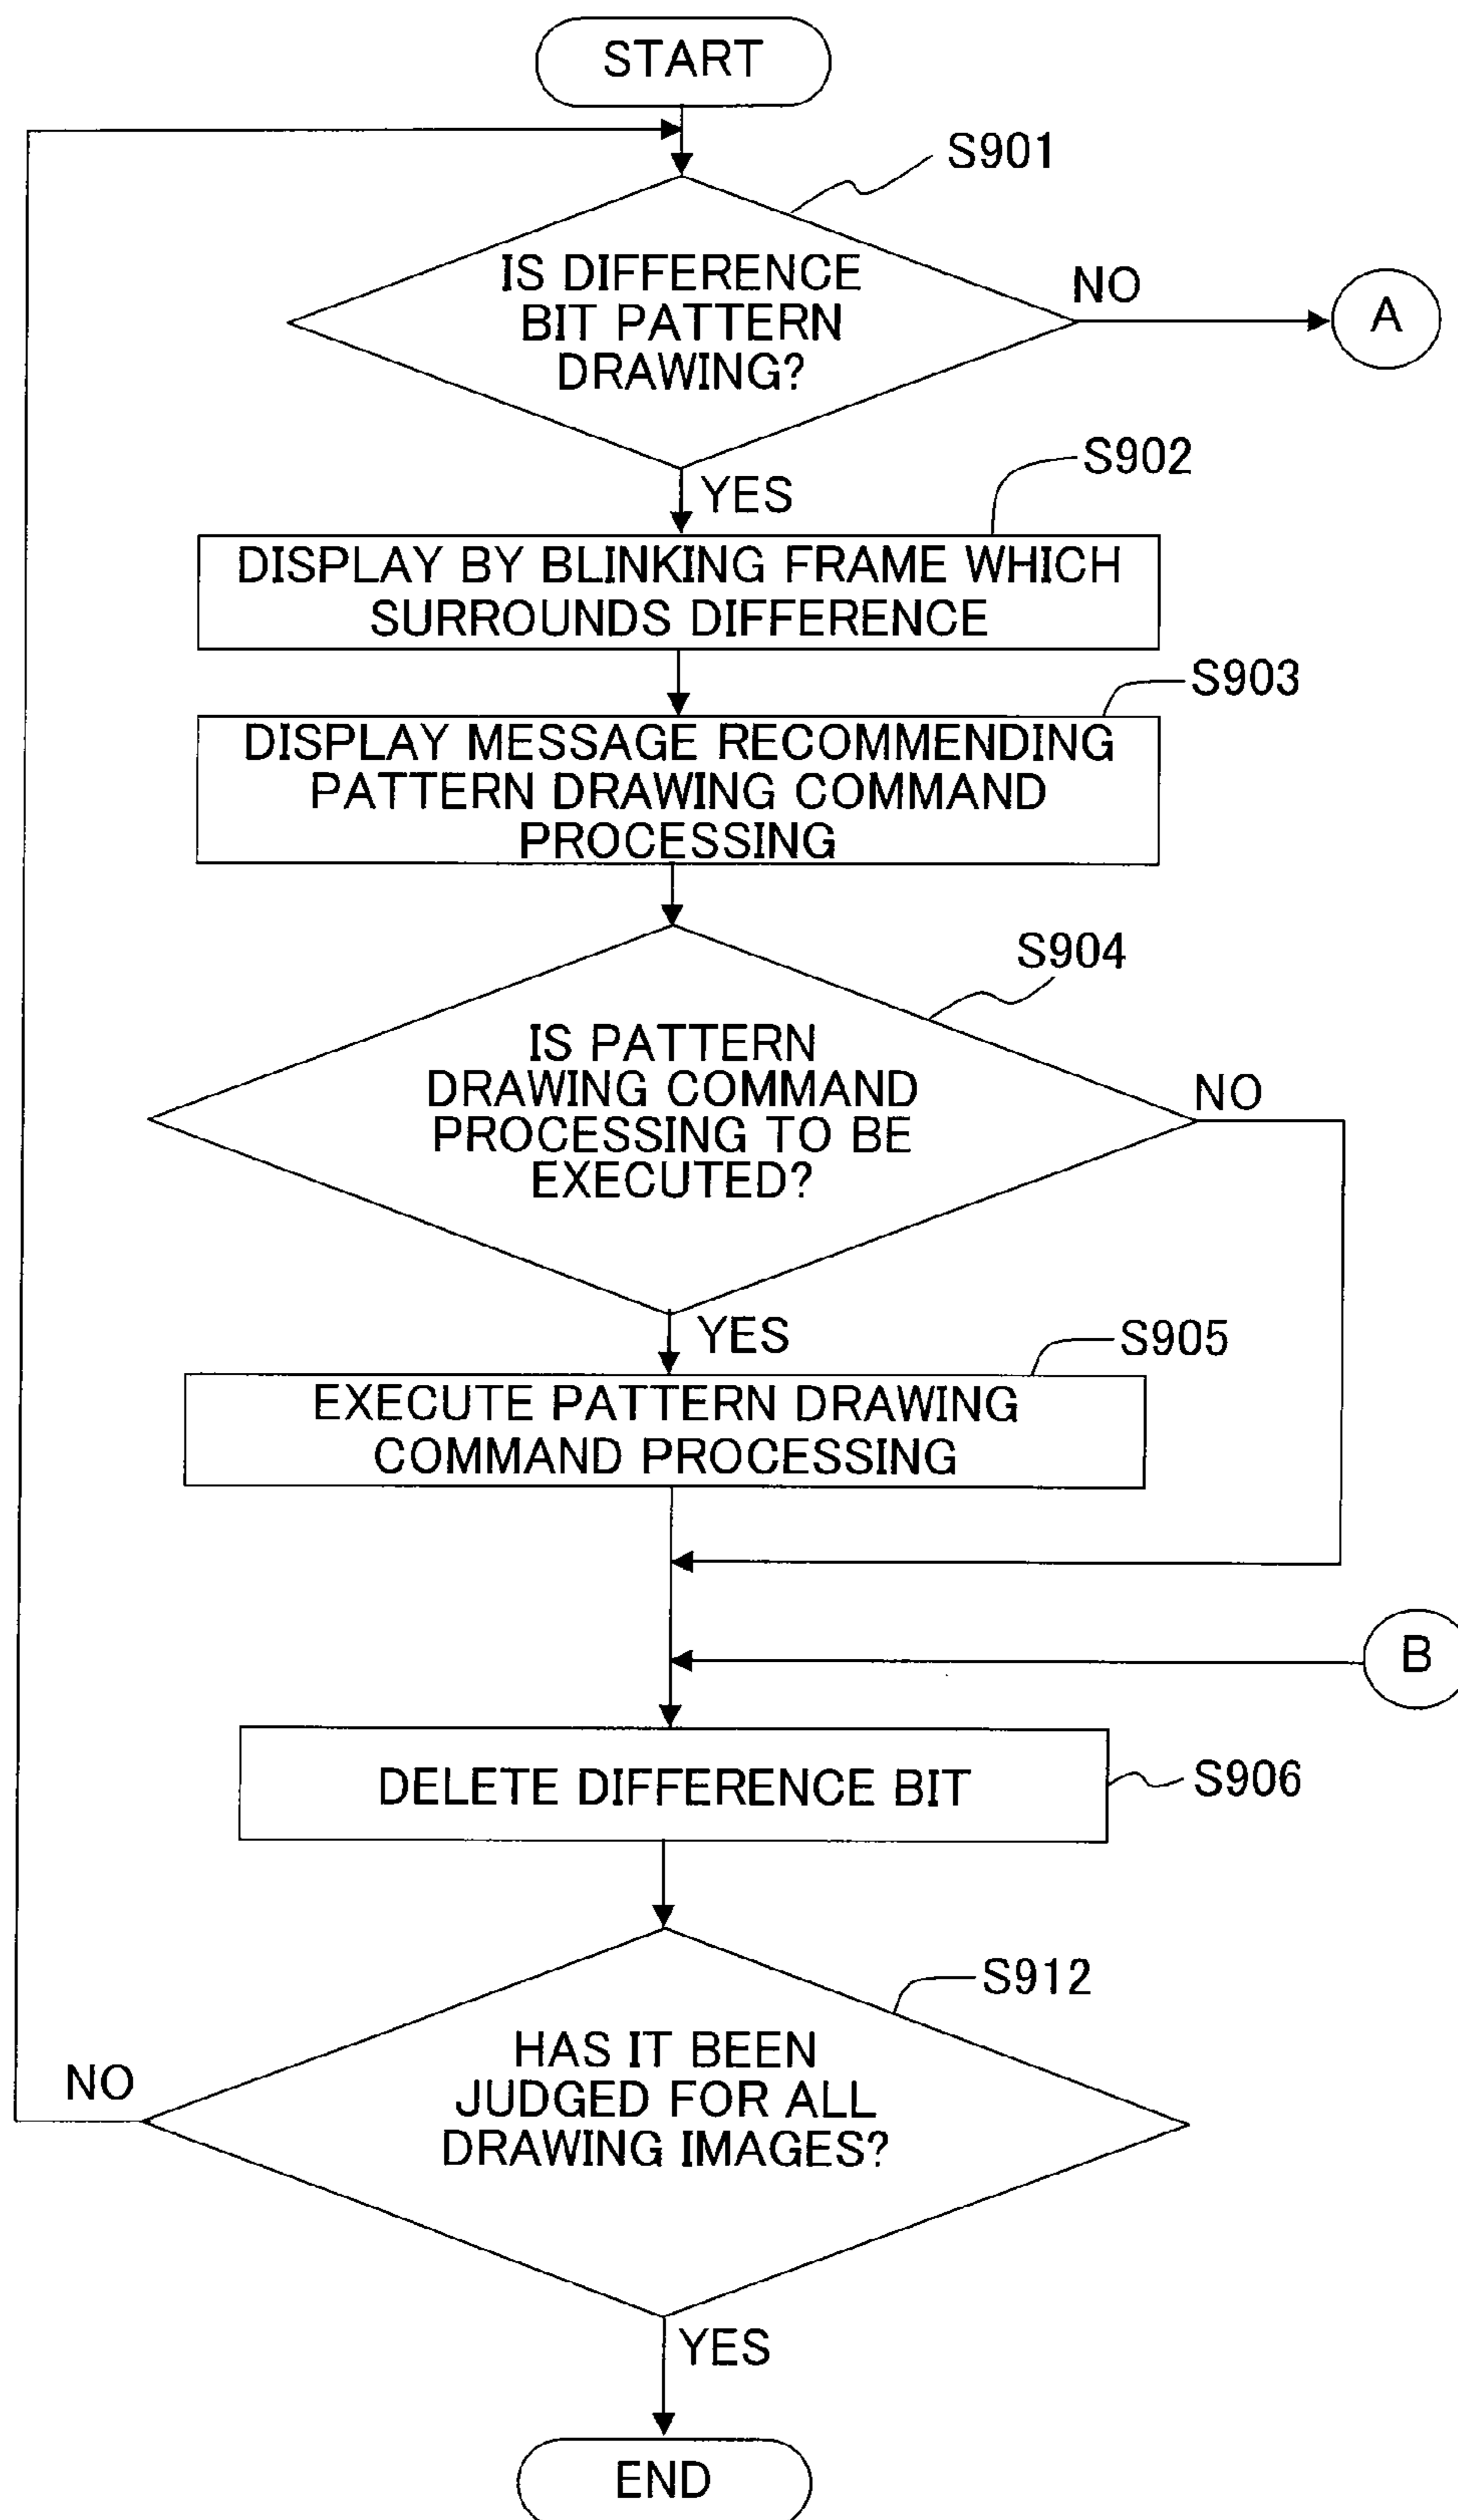 START
S901
IS DIFFERENCE
BIT PATTERN
DRAWING?
NO
A
YES
S902
DISPLAY BY BLINKING FRAME WHICH
SURROUNDS DIFFERENCE
S903
DISPLAY MESSAGE RECOMMENDING
PATTERN DRAWING COMMAND
PROCESSING
S904
IS PATTERN
DRAWING COMMAND
PROCESSING TO BE
EXECUTED?
NO
YES
S905
EXECUTE PATTERN DRAWING
COMMAND PROCESSING
B
DELETE DIFFERENCE BIT
S906
S912
HAS IT BEEN
JUDGED FOR ALL
DRAWING IMAGES?
NO
YES
END